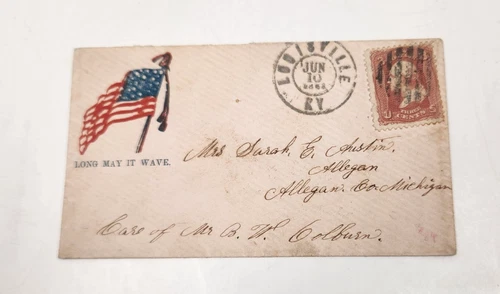 LOUISVILLE
JUN
10
KY.
CENTS
LONG MAY IT WAVE.
Mrs Sarah E, Austin.
Allegan
Allegan. Co. Michigan
Care of Mr B. W. Colburn.